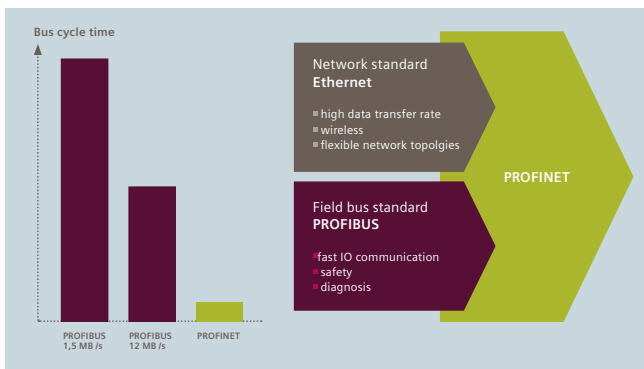 Bus cycle time
PROFIBUS
1,5 MB /s
PROFIBUS
12 MB /s
PROFINET
Network standard
Ethernet
high data transfer rate
wireless
flexible network topolgies
Field bus standard
PROFIBUS
fast IO communication
safety
diagnosis
PROFINET